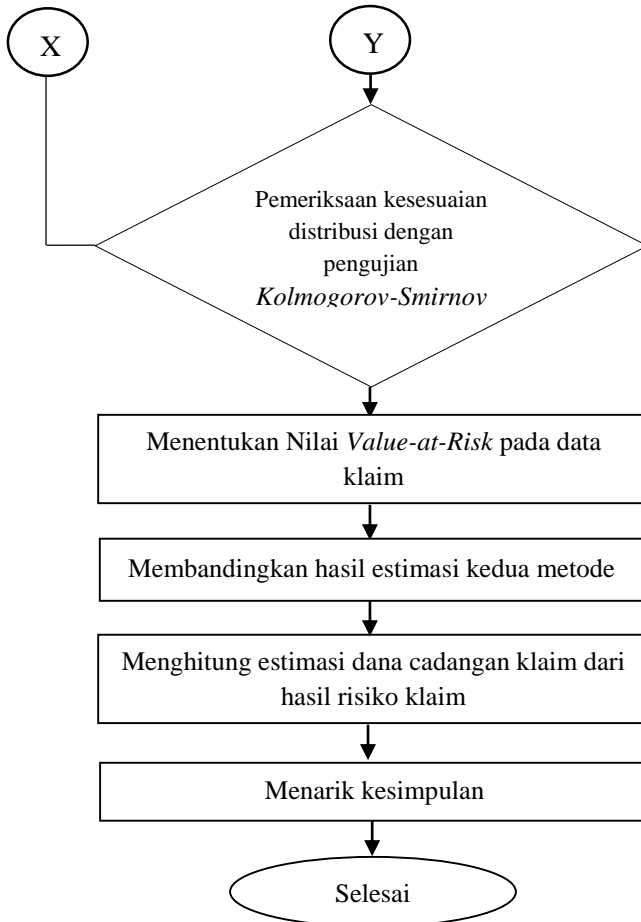 X
Y
Pemeriksaan kesesuaian
distribusi dengan
pengujian
Kolmogorov-Smirnov
Menentukan Nilai Value-at-Risk pada data
klaim
Membandingkan hasil estimasi kedua metode
Menghitung estimasi dana cadangan klaim dari
hasil risiko klaim
Menarik kesimpulan
Selesai